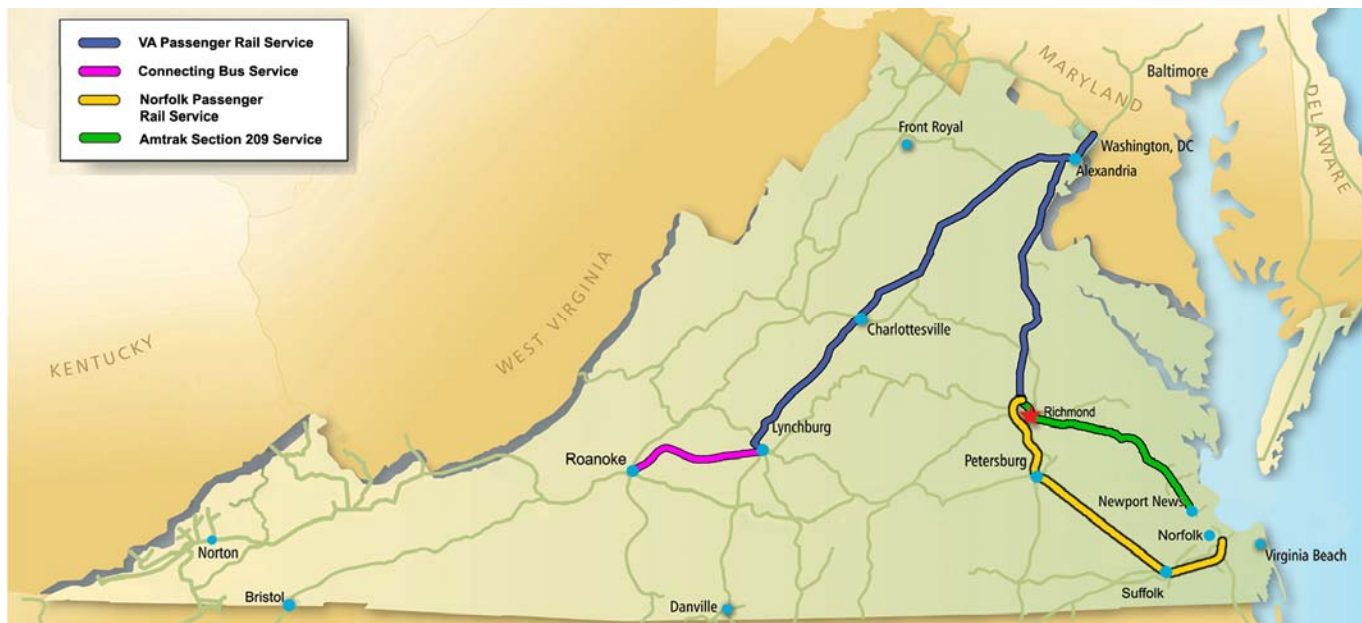 VA Passenger Rail Service
Connecting Bus Service
Norfolk Passenger
Rail Service
Amtrak Section 209 Service
MARYLAND
Baltimore
DELAWARE
Front Royal
Washington, DC
Alexandria
WEST VIRGINIA
KENTUCKY
Charlottesville
Richmond
Lynchburg
Roanoke
Petersburg
Newport News
Norfolk
Virginia Beach
Norton
Suffolk
Bristol
Danville